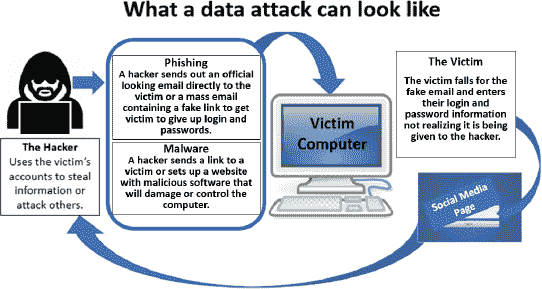 What a data attack can look like
The Hacker
Uses the victim's
accounts to steal
information or
attack others.
Phishing
A hacker sends out an official
looking email directly to the
victim or a mass email
containing a fake link to get
victim to give up login and
passwords.
Malware
A hacker sends a link to a
victim or sets up a website
with malicious software that
will damage or control the
computer.
Victim
Computer
The Victim
The victim falls for the
fake email and enters
their login and
password information
not realizing it is being
given to the hacker.
Social Media
Page